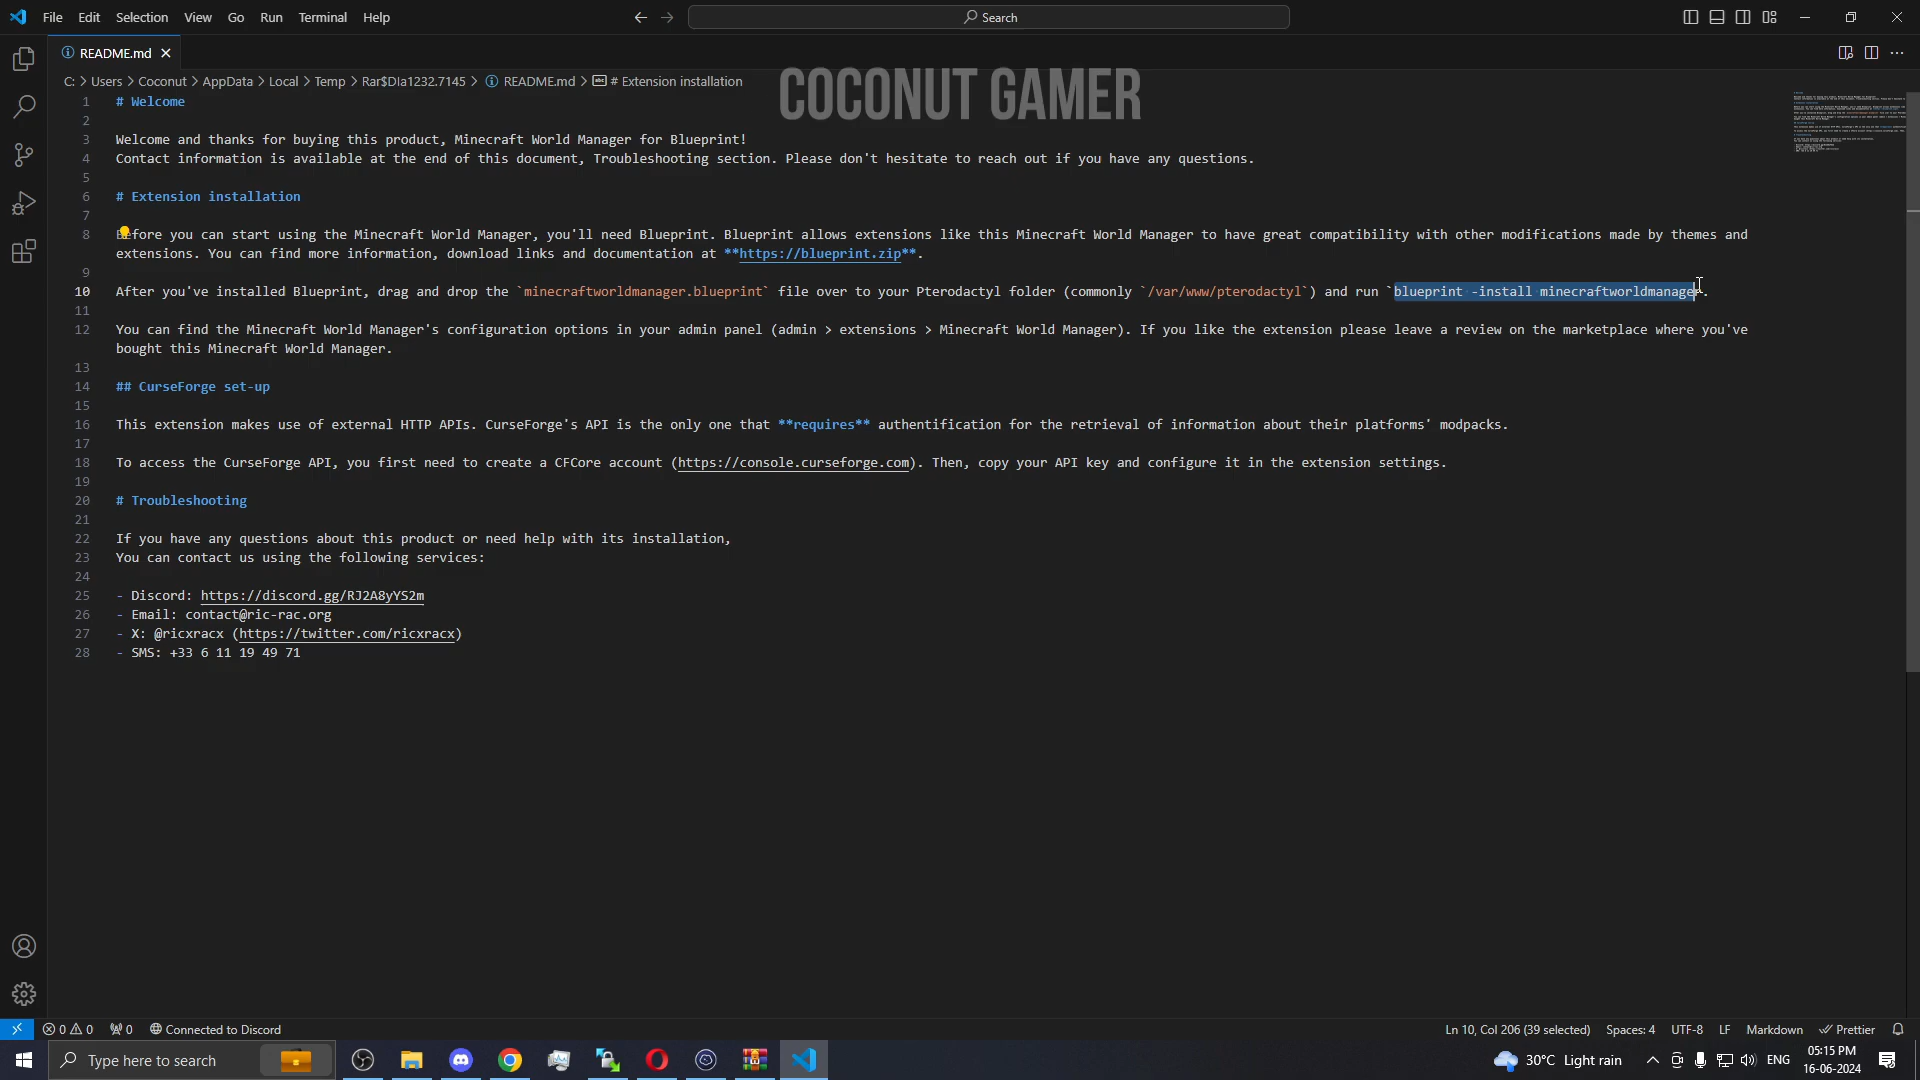 File Edit Selection View Go Run Terminal Help
Search
README.md
C: > Users > Coconut > AppData > Local > Temp > Rar$DIa1232.7145 > README.md > # Extension installation
COCONUT GAMER
1 # Welcome
2
3 Welcome and thanks for buying this product, Minecraft World Manager for Blueprint!
4 Contact information is available at the end of this document, Troubleshooting section. Please don't hesitate to reach out if you have any questions.
5
6 # Extension installation
7
8 Before you can start using the Minecraft World Manager, you'll need Blueprint. Blueprint allows extensions like this Minecraft World Manager to have great compatibility with other modifications made by themes and
extensions. You can find more information, download links and documentation at **https://blueprint.zip**.
9
10 After you've installed Blueprint, drag and drop the `minecraftworldmanager.blueprint` file over to your Pterodactyl folder (commonly `/var/www/pterodactyl`) and run `blueprint -install minecraftworldmanager`.
11
12 You can find the Minecraft World Manager's configuration options in your admin panel (admin > extensions > Minecraft World Manager). If you like the extension please leave a review on the marketplace where you've
bought this Minecraft World Manager.
13
14 ## CurseForge set-up
15
16 This extension makes use of external HTTP APIs. CurseForge's API is the only one that **requires** authentification for the retrieval of information about their platforms' modpacks.
17
18 To access the CurseForge API, you first need to create a CFCore account (https://console.curseforge.com). Then, copy your API key and configure it in the extension settings.
19
20 # Troubleshooting
21
22 If you have any questions about this product or need help with its installation,
23 You can contact us using the following services:
24
25 - Discord: https://discord.gg/RJ2A8yYS2m
26 - Email: contact@ric-rac.org
27 - X: @ricxracx (https://twitter.com/ricxracx)
28 - SMS: +33 6 11 19 49 71
0 0 0 Connected to Discord Ln 10, Col 206 (39 selected) Spaces: 4 UTF-8 LF Markdown Prettier
Type here to search 30°C Light rain ENG 05:15 PM
16-06-2024